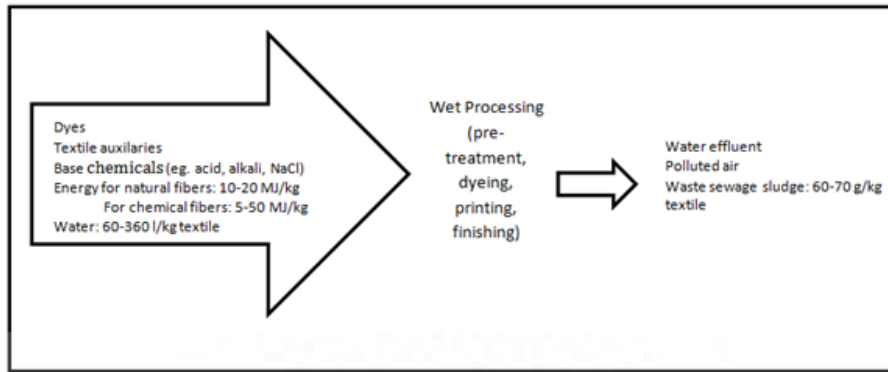 Dyes
Textile auxilaries
Base chemicals (eg. acid, alkali, NaCl)
Energy for natural fibers: 10-20 MJ/kg
For chemical fibers: 5-50 MJ/kg
Water: 60-360 l/kg textile
Wet Processing
(pre-
treatment,
dyeing,
printing,
finishing)
Water effluent
Polluted air
Waste sewage sludge: 60-70 g/kg
textile